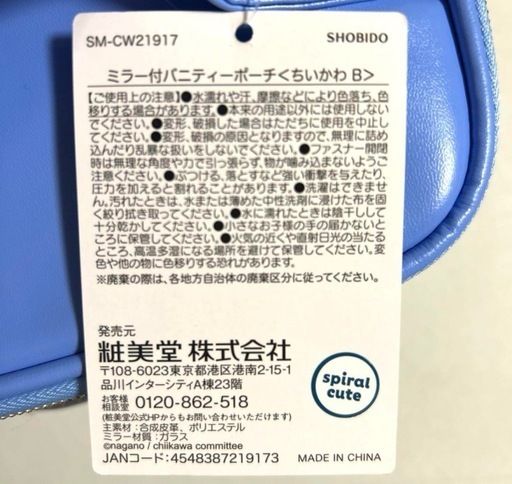 SM-CW21917
SHOBIDO
ミラー付バニティーポーチ<ちいかわ B>
【ご使用上の注意】●水濡れや汗、摩擦などにより色落ち、色
移りする場合があります。●本来の用途以外には使用しない
でください。●変形、破損した場合はただちに使用を中止し
てください。●変形、破損の原因となりますので、無理に詰め
込んだり乱暴な扱いをしないでください。●ファスナー開閉
時は無理な角度や力で引っ張らず、物が噛み込まないようご
注意ください。●ぶつける、落とすなど強い衝撃を与えたり、
圧力を加えると割れることがあります。●洗濯はできませ
ん。汚れたときは、水または薄めた中性洗剤に浸けた布を固
く絞り拭き取ってください。●水に濡れたときは陰干しして
十分乾かしてください。●小さなお子様の手の届かないと
ころに保管してください。●火気の近くや直射日光の当たる
ところ、高温多湿になる場所を避けて保管してください。変
色や他の物に色移りする恐れがあります。
※廃棄の際は、各地方自治体の廃棄区分に従ってください。
発売元
粧美堂 株式会社
〒108-6023東京都港区港南2-15-1
品川インターシティA棟23階
お客様
相談室 0120-862-518
(粧美堂公式HPからもお問い合わせいただけます)
主素材：合成皮革、ポリエステル
ミラー材質：ガラス
©nagano / chiikawa committee
JANコード：4548387219173
MADE IN CHINA
spiral
cute